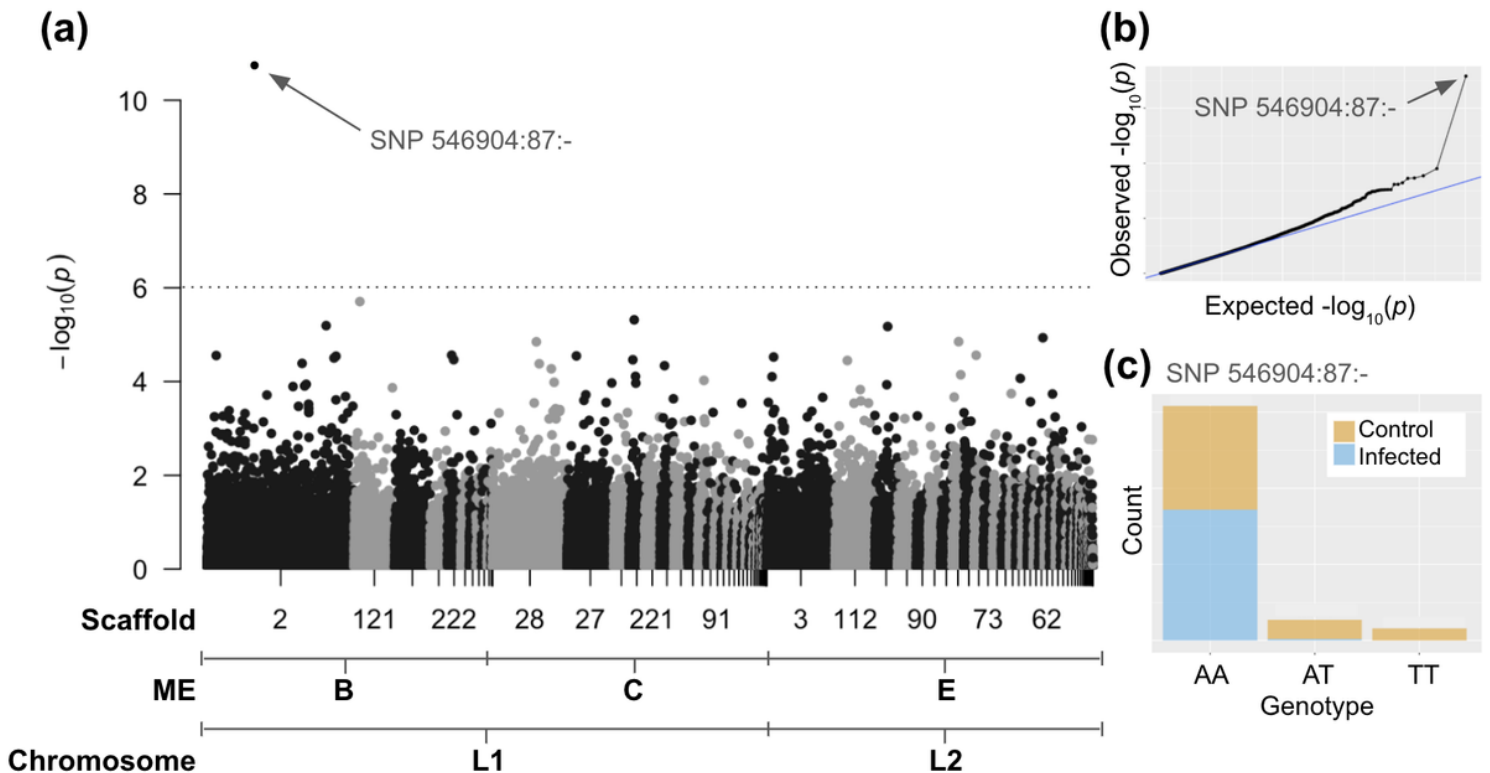 (a)
10
8
6
4
2
0
−log10(p)
SNP 546904:87:-
Scaffold 2 121 222 28 27 221 91 3 112 90 73 62
ME B C E
Chromosome L1 L2
(b)
SNP 546904:87:-
Observed -log10(p)
Expected -log10(p)
(c) SNP 546904:87:-
Control
Infected
Count
AA AT TT
Genotype